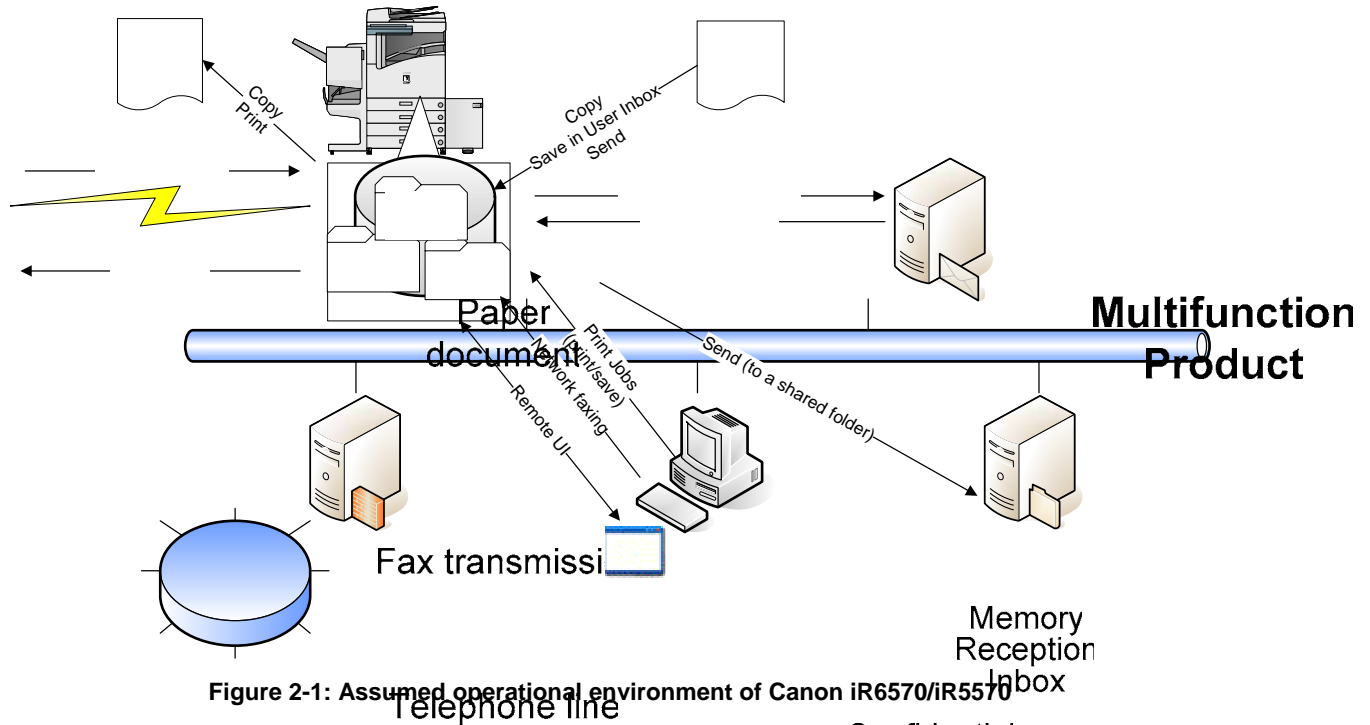 Copy
Print
Copy
Save in User Inbox
Send
Paber
document
Multifunction
Product
Print Jobs
(print/save)
Network faxing
Remote UI
Send (to a shared folder)
Fax transmissi
Memory
Reception
Inbox
Figure 2-1: Assumed operational environment of Canon iR6570/iR5570
Telephone line